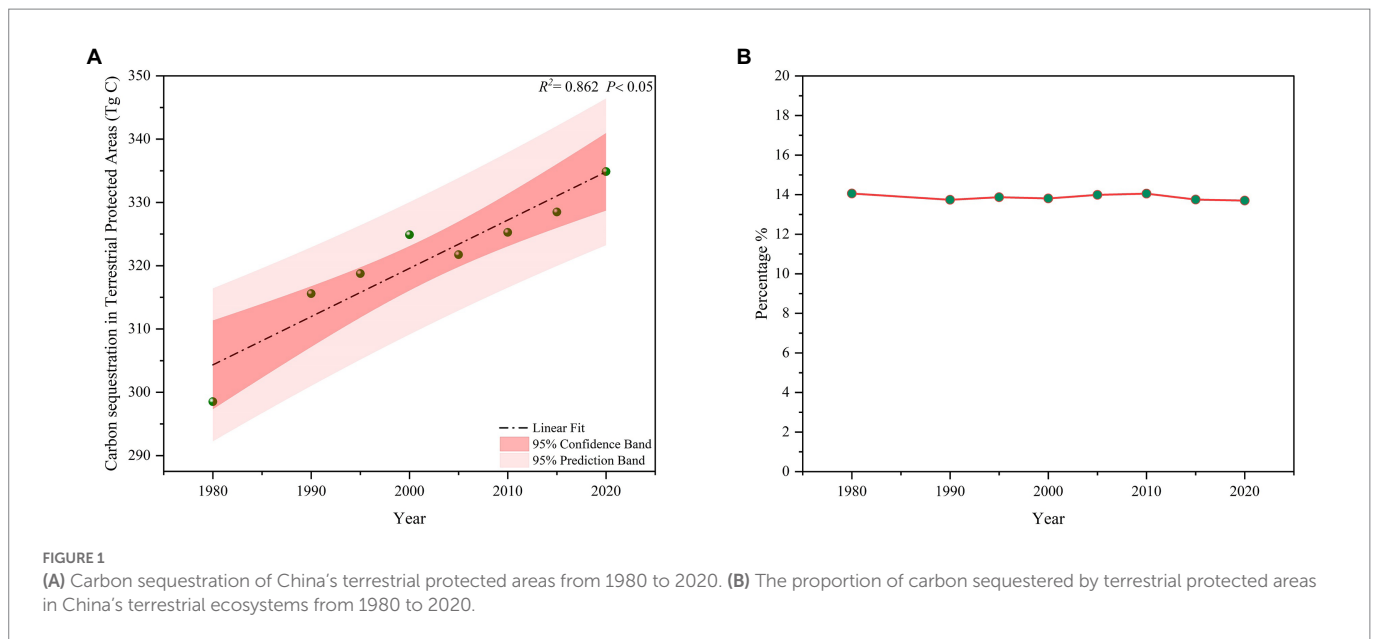 A
Carbon sequestration in Terrestrial Protected Areas (Tg C)
350
340
330
320
310
300
290
R²= 0.862 P< 0.05
Linear Fit
95% Confidence Band
95% Prediction Band
1980
1990
2000
2010
2020
Year
B
Percentage %
20
18
16
14
12
10
8
6
4
2
0
1980
1990
2000
2010
2020
Year
FIGURE 1
(A) Carbon sequestration of China's terrestrial protected areas from 1980 to 2020. (B) The proportion of carbon sequestered by terrestrial protected areas
in China's terrestrial ecosystems from 1980 to 2020.